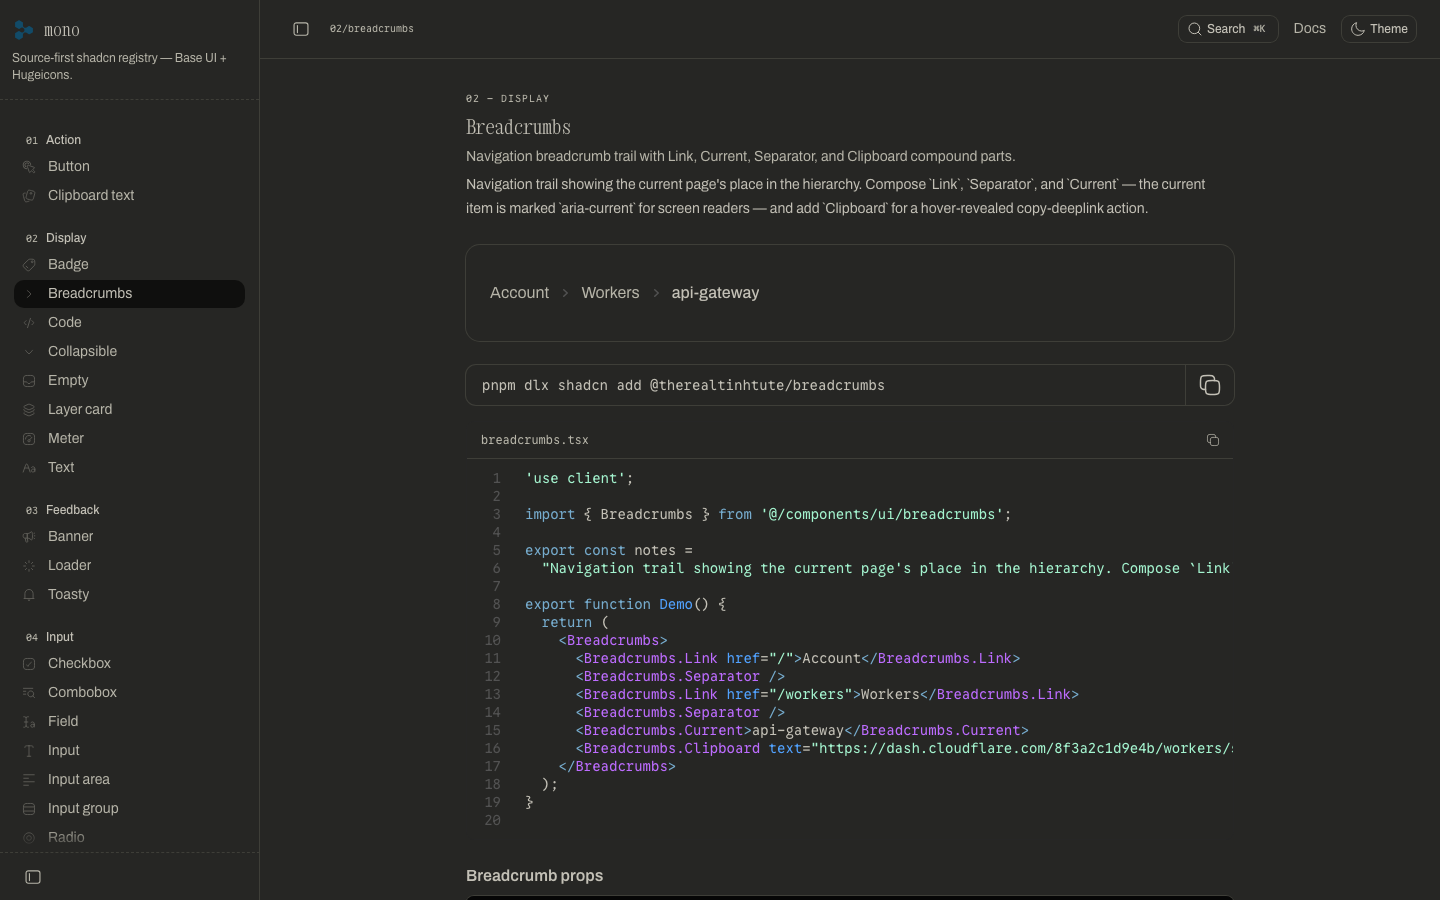 mono
Source-first shadcn registry — Base UI +
Hugeicons.
01 Action
Button
Clipboard text
02 Display
Badge
Breadcrumbs
Code
Collapsible
Empty
Layer card
Meter
Text
03 Feedback
Banner
Loader
Toasty
04 Input
Checkbox
Combobox
Field
Input
Input area
Input group
Radio
02/breadcrumbs
Search ⌘K
Docs
Theme
02 — DISPLAY
Breadcrumbs
Navigation breadcrumb trail with Link, Current, Separator, and Clipboard compound parts.
Navigation trail showing the current page's place in the hierarchy. Compose `Link`, `Separator`, and `Current` — the current
item is marked `aria-current` for screen readers — and add `Clipboard` for a hover-revealed copy-deeplink action.
Account > Workers > api-gateway
pnpm dlx shadcn add @therealtinhtute/breadcrumbs
breadcrumbs.tsx
1 'use client';
2
3 import { Breadcrumbs } from '@/components/ui/breadcrumbs';
4
5 export const notes =
6 "Navigation trail showing the current page's place in the hierarchy. Compose `Link
7
8 export function Demo() {
9 return (
10 <Breadcrumbs>
11 <Breadcrumbs.Link href="/">Account</Breadcrumbs.Link>
12 <Breadcrumbs.Separator />
13 <Breadcrumbs.Link href="/workers">Workers</Breadcrumbs.Link>
14 <Breadcrumbs.Separator />
15 <Breadcrumbs.Current>api-gateway</Breadcrumbs.Current>
16 <Breadcrumbs.Clipboard text="https://dash.cloudflare.com/8f3a2c1d9e4b/workers/
17 </Breadcrumbs>
18 );
19 }
20
Breadcrumb props